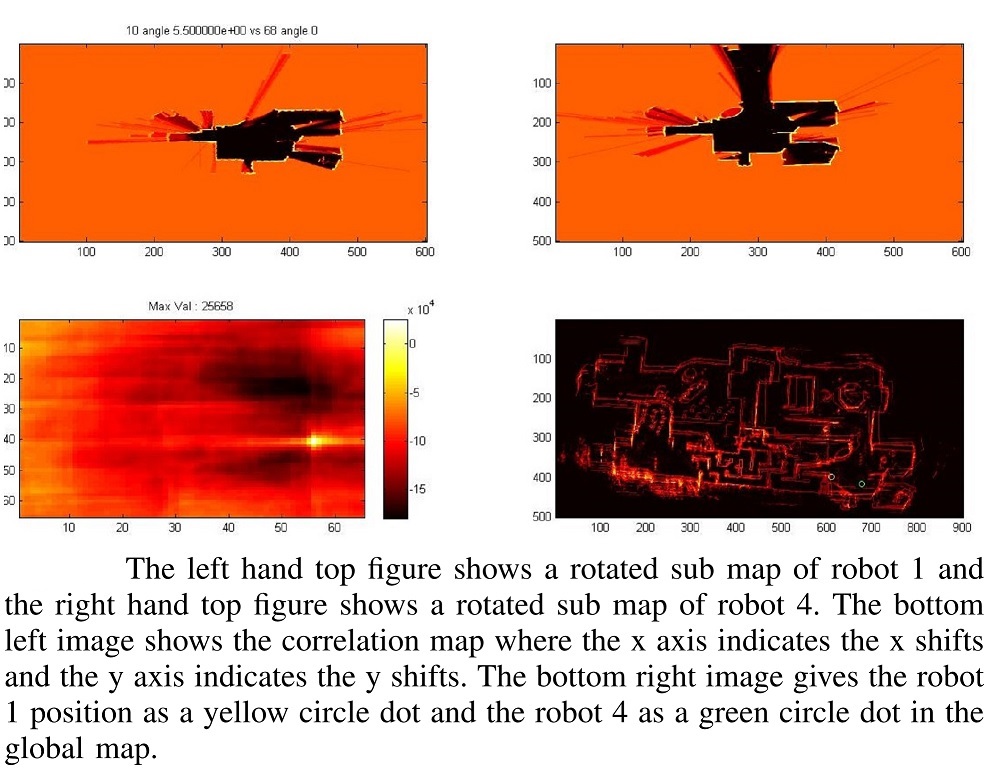 10 angle 5.500000e+00 vs 68 angle 0
00
00
00
00
00
100 200 300 400 500 600
100
200
300
400
500
100 200 300 400 500 600
Max Val : 25658
10
20
30
40
50
60
10 20 30 40 50 60
x 10^4
0
-5
-10
-15
100
200
300
400
500
100 200 300 400 500 600 700 800 900
The left hand top figure shows a rotated sub map of robot 1 and
the right hand top figure shows a rotated sub map of robot 4. The bottom
left image shows the correlation map where the x axis indicates the x shifts
and the y axis indicates the y shifts. The bottom right image gives the robot
1 position as a yellow circle dot and the robot 4 as a green circle dot in the
global map.